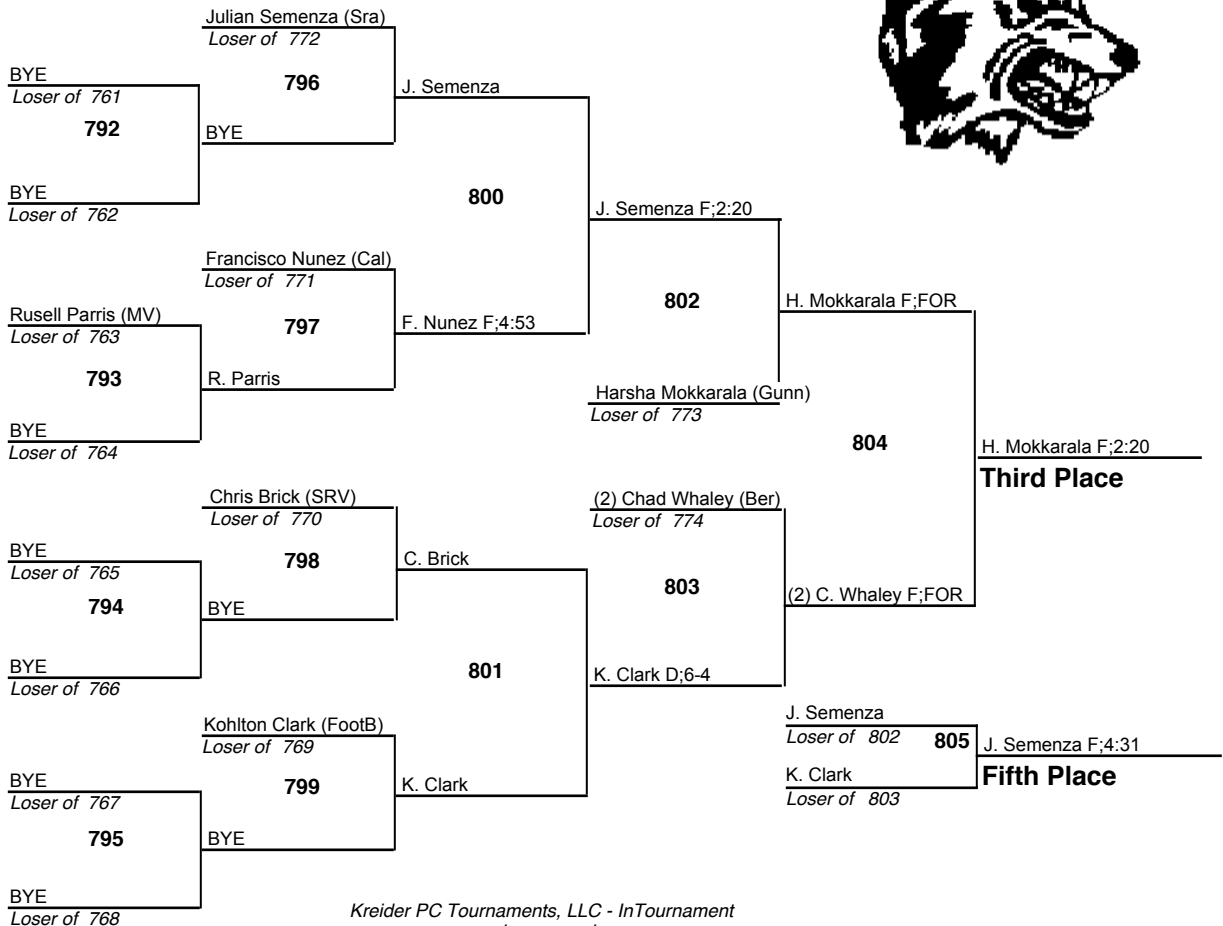 Julian Semenza (Sra)
Loser of 772
BYE
Loser of 761
796
J. Semenza
792
BYE
BYE
Loser of 762
800
J. Semenza F;2:20
Francisco Nunez (Cal)
Loser of 771
802
H. Mokkarala F;FOR
Rusell Parris (MV)
Loser of 763
797
F. Nunez F;4:53
793
R. Parris
Harsha Mokkarala (Gunn)
Loser of 773
BYE
Loser of 764
804
H. Mokkarala F;2:20
Third Place
Chris Brick (SRV)
Loser of 770
(2) Chad Whaley (Ber)
Loser of 774
BYE
Loser of 765
798
C. Brick
803
794
BYE
(2) C. Whaley F;FOR
BYE
Loser of 766
801
K. Clark D;6-4
Kohlton Clark (FootB)
Loser of 769
J. Semenza
Loser of 802
805
J. Semenza F;4:31
Fifth Place
K. Clark
Loser of 803
BYE
Loser of 767
799
K. Clark
795
BYE
BYE
Loser of 768
Kreider PC Tournaments, LLC - InTournament